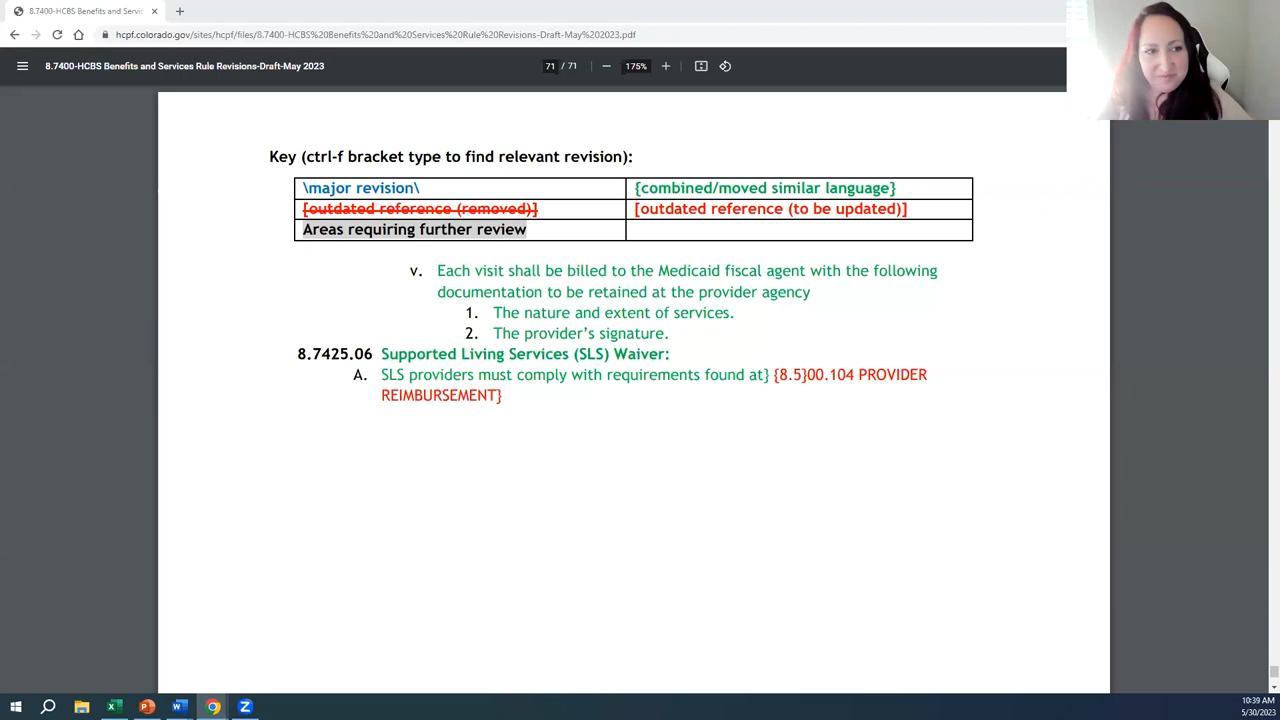 8.7400-HCBS Benefits and Servic
hcpf.colorado.gov/sites/hcpf/files/8.7400-HCBS%20Benefits%20and%20Services%20Rule%20Revisions-Draft-May%202023.pdf
8.7400-HCBS Benefits and Services Rule Revisions-Draft-May 2023
71 / 71
175%
Key (ctrl-f bracket type to find relevant revision):
\major revision\ {combined/moved similar language}
[outdated reference (removed)] [outdated reference (to be updated)]
Areas requiring further review
v. Each visit shall be billed to the Medicaid fiscal agent with the following
documentation to be retained at the provider agency
1. The nature and extent of services.
2. The provider's signature.
8.7425.06 Supported Living Services (SLS) Waiver:
A. SLS providers must comply with requirements found at} {8.5}00.104 PROVIDER
REIMBURSEMENT}
10:39 AM
5/30/2023